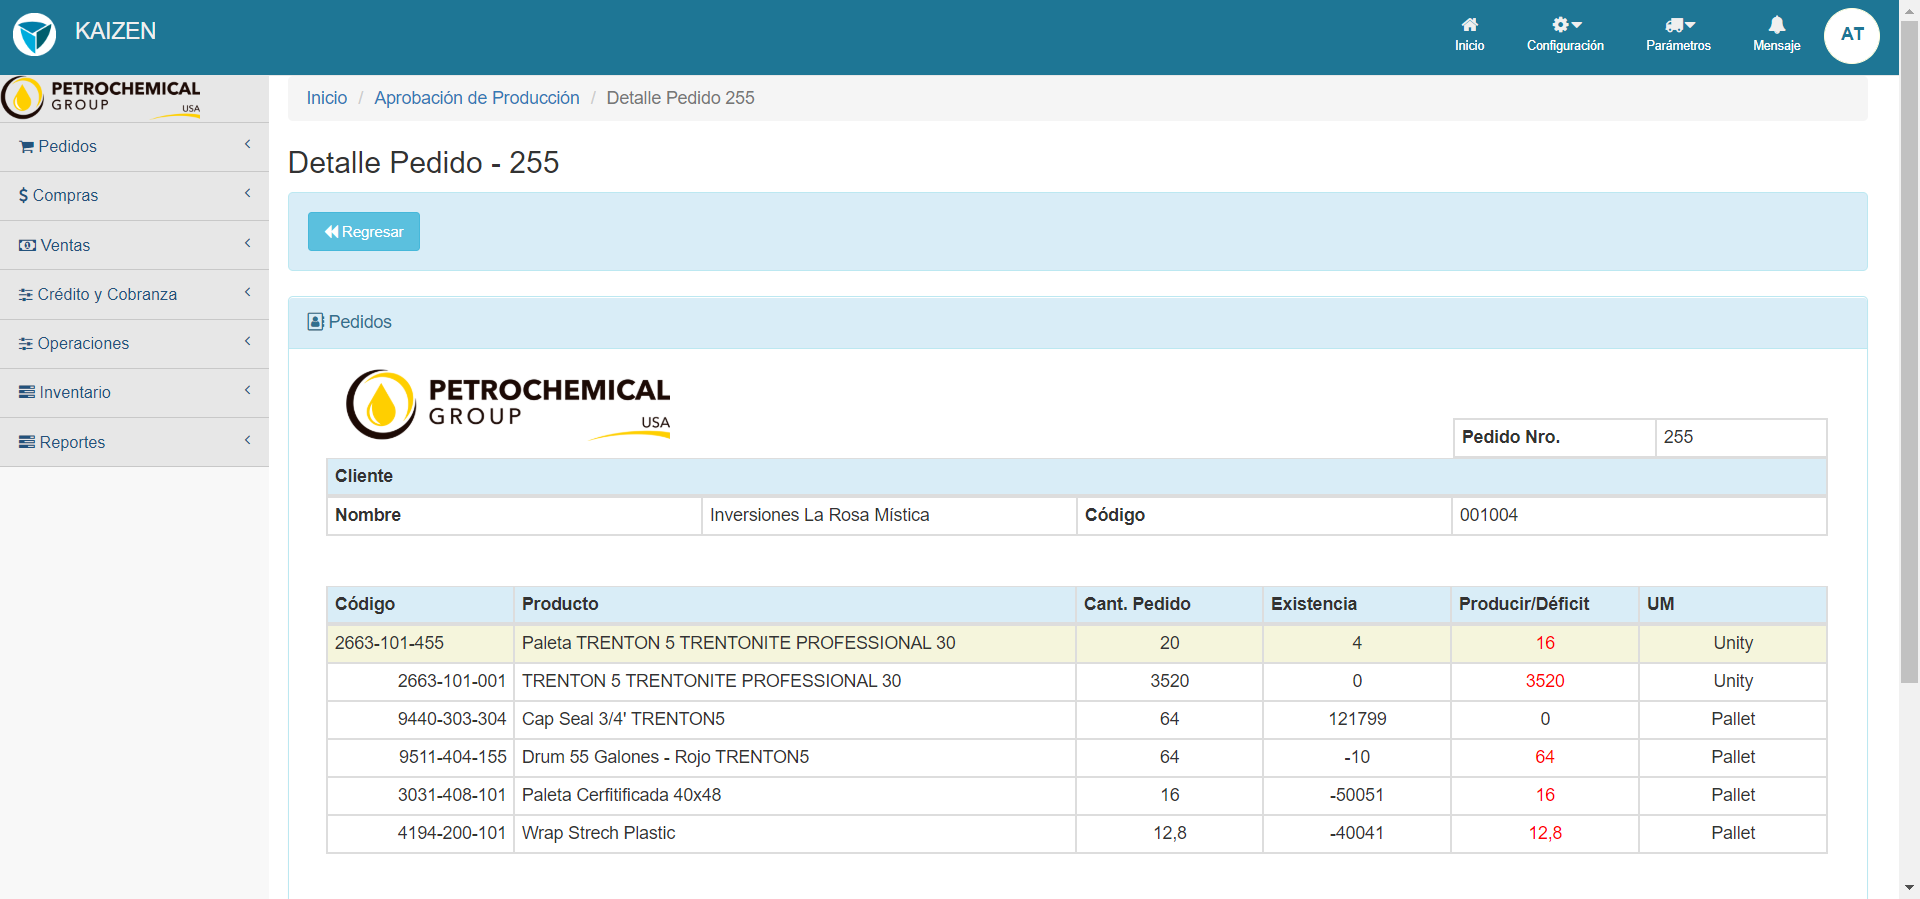 KAIZEN
Inicio
Configuración
Parámetros
Mensaje
AT
PETROCHEMICAL
GROUP
USA
Inicio / Aprobación de Producción / Detalle Pedido 255
Pedidos
$ Compras
Ventas
Crédito y Cobranza
Operaciones
Inventario
Reportes
Detalle Pedido - 255
Regresar
Pedidos
PETROCHEMICAL
GROUP
USA
Pedido Nro. 255
Cliente
Nombre Inversiones La Rosa Mística Código 001004
Código Producto Cant. Pedido Existencia Producir/Déficit UM
2663-101-455 Paleta TRENTON 5 TRENTONITE PROFESSIONAL 30 20 4 16 Unity
2663-101-001 TRENTON 5 TRENTONITE PROFESSIONAL 30 3520 0 3520 Unity
9440-303-304 Cap Seal 3/4' TRENTON5 64 121799 0 Pallet
9511-404-155 Drum 55 Galones - Rojo TRENTON5 64 -10 64 Pallet
3031-408-101 Paleta Cerfitificada 40x48 16 -50051 16 Pallet
4194-200-101 Wrap Strech Plastic 12,8 -40041 12,8 Pallet